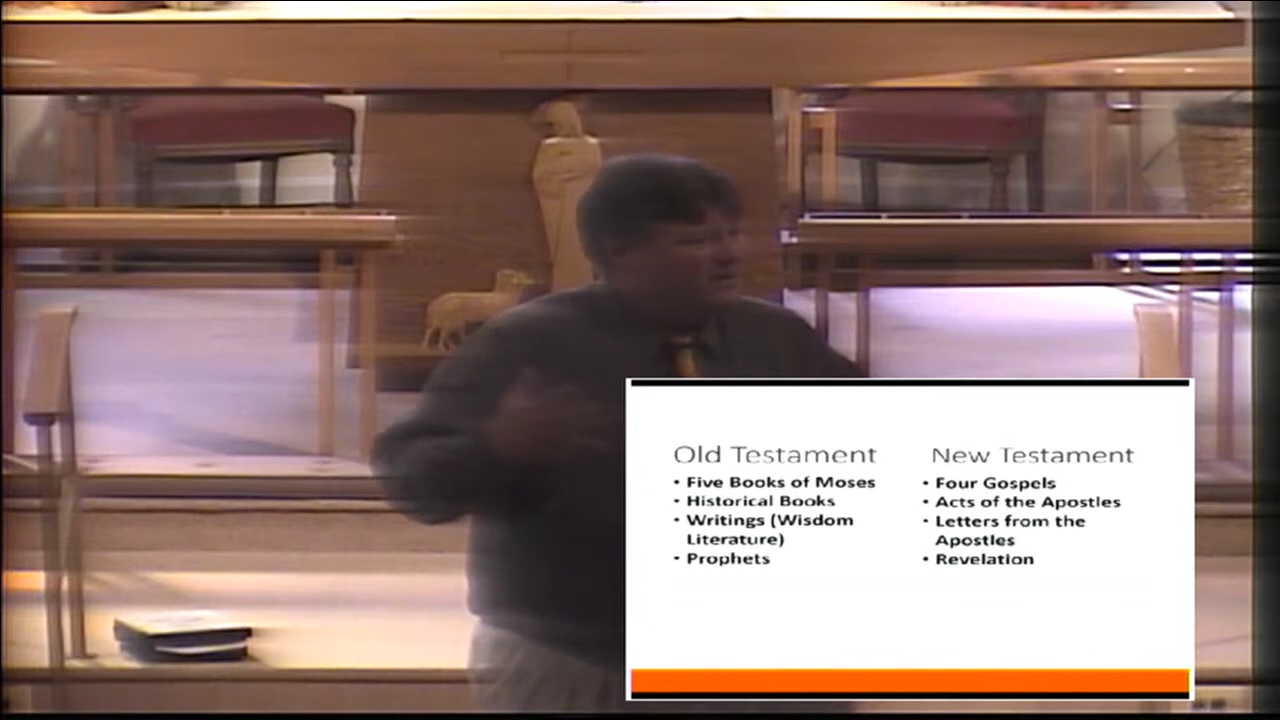 Old Testament
• Five Books of Moses
• Historical Books
• Writings (Wisdom
Literature)
• Prophets
New Testament
• Four Gospels
• Acts of the Apostles
• Letters from the
Apostles
• Revelation